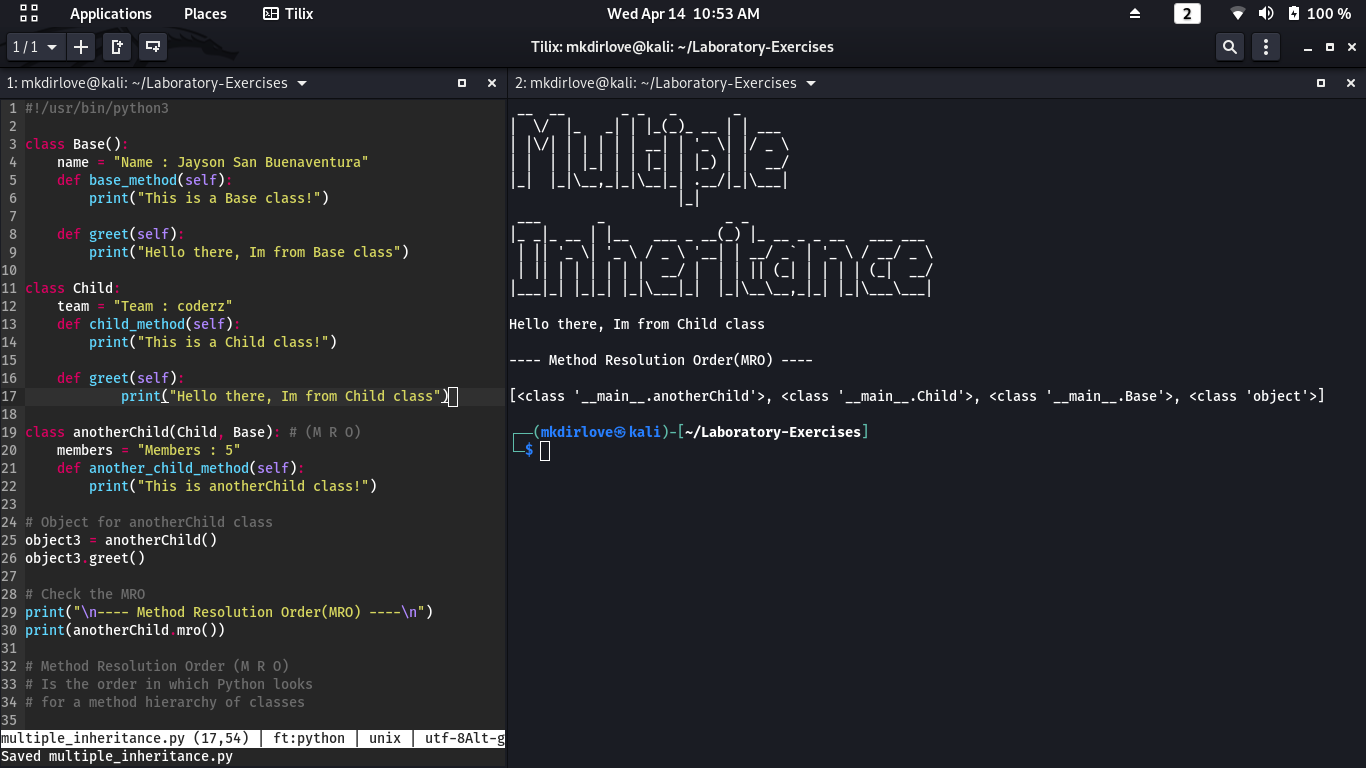 Applications Places Tilix Wed Apr 14 10:53 AM 2 100 %
1 / 1 Tilix: mkdirlove@kali: ~/Laboratory-Exercises
1: mkdirlove@kali: ~/Laboratory-Exercises
1 #!/usr/bin/python3
2
3 class Base():
4     name = "Name : Jayson San Buenaventura"
5     def base_method(self):
6         print("This is a Base class!")
7
8     def greet(self):
9         print("Hello there, Im from Base class")
10
11 class Child:
12     team = "Team : coderz"
13     def child_method(self):
14         print("This is a Child class!")
15
16     def greet(self):
17             print("Hello there, Im from Child class")
18
19 class anotherChild(Child, Base): # (M R O)
20     members = "Members : 5"
21     def another_child_method(self):
22         print("This is anotherChild class!")
23
24 # Object for anotherChild class
25 object3 = anotherChild()
26 object3.greet()
27
28 # Check the MRO
29 print("\n---- Method Resolution Order(MRO) ----\n")
30 print(anotherChild.mro())
31
32 # Method Resolution Order (M R O)
33 # Is the order in which Python looks
34 # for a method hierarchy of classes
35
multiple_inheritance.py (17,54) | ft:python | unix | utf-8Alt-g
Saved multiple_inheritance.py
2: mkdirlove@kali: ~/Laboratory-Exercises
Multiple
Inheritance
Hello there, Im from Child class
---- Method Resolution Order(MRO) ----
[<class '__main__.anotherChild'>, <class '__main__.Child'>, <class '__main__.Base'>, <class 'object'>]
┌──(mkdirlove㉿kali)-[~/Laboratory-Exercises]
└─$